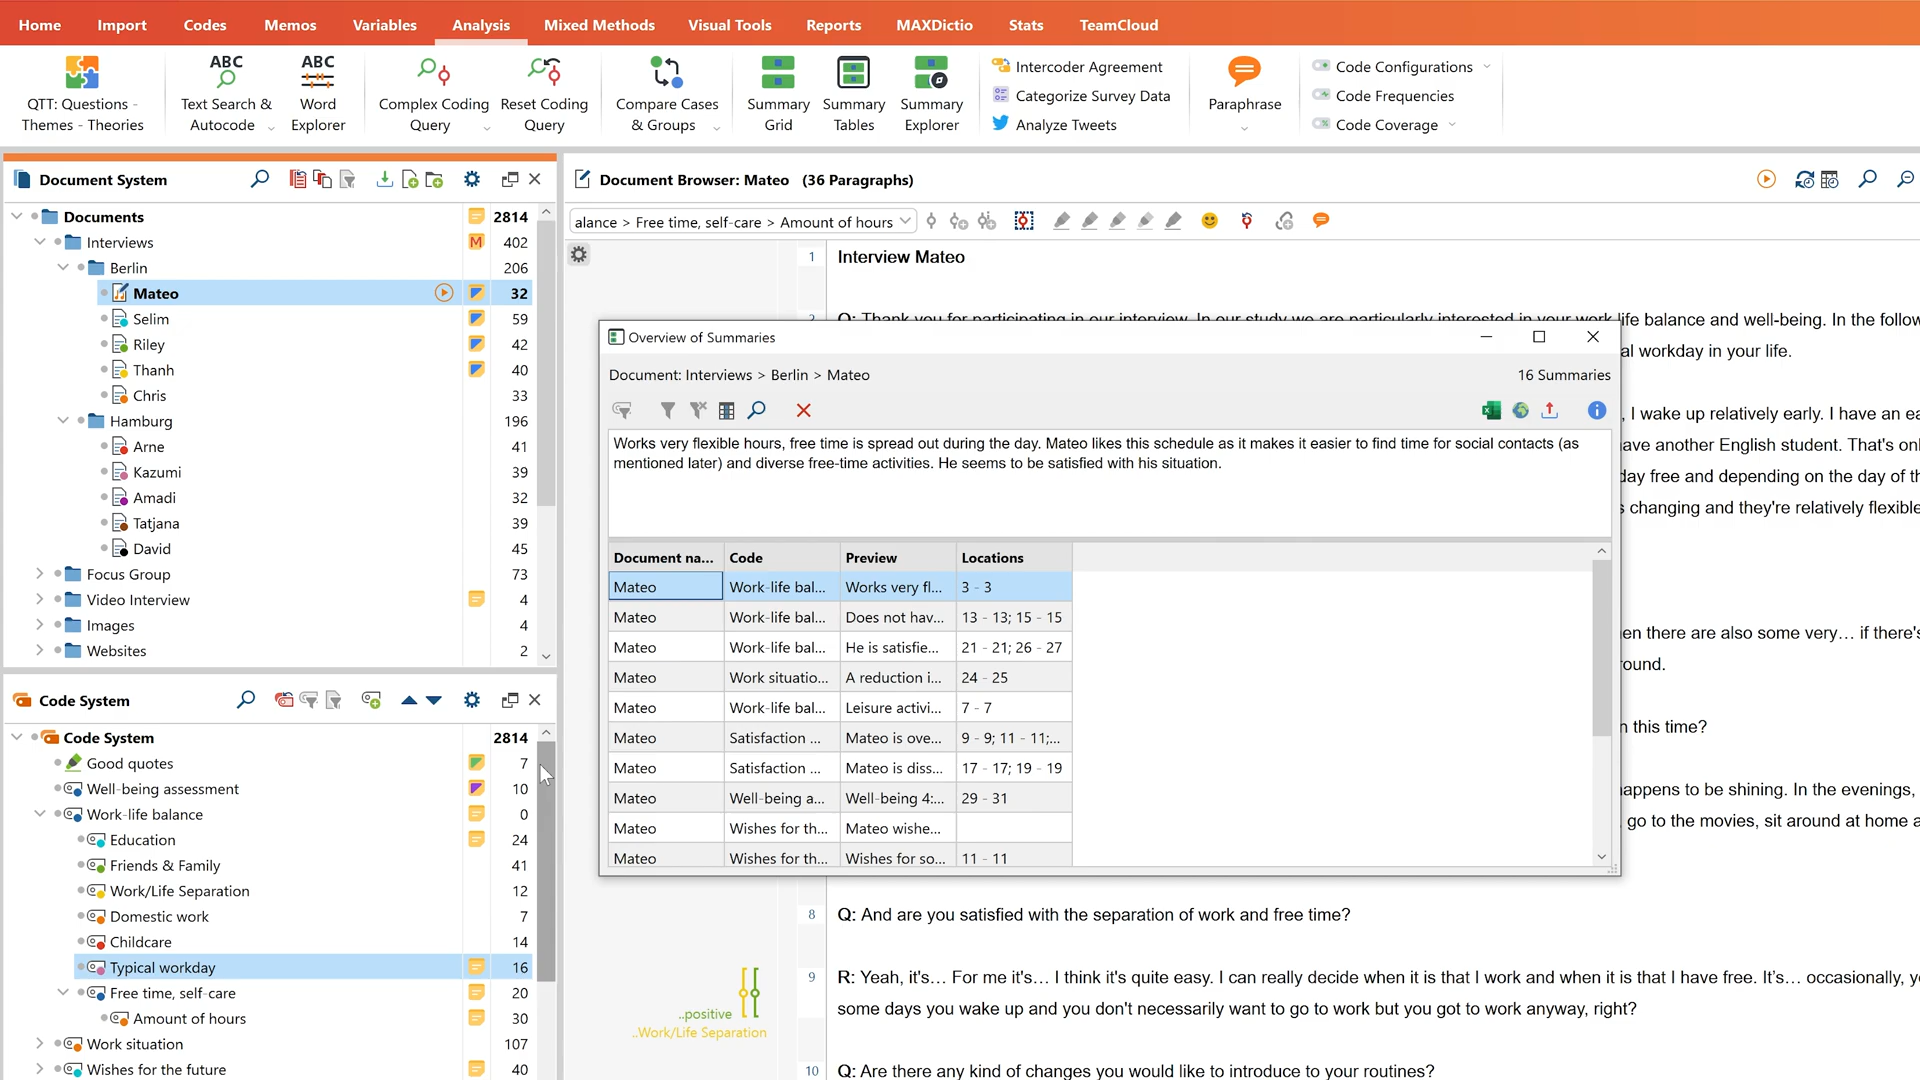 Home Import Codes Memos Variables Analysis Mixed Methods Visual Tools Reports MAXDictio Stats TeamCloud
QTT: Questions - Themes - Theories
ABC Text Search & Autocode
ABC Word Explorer
Complex Coding Query
Reset Coding Query
Compare Cases & Groups
Summary Grid
Summary Tables
Summary Explorer
Intercoder Agreement
Categorize Survey Data
Analyze Tweets
Paraphrase
Code Configurations
Code Frequencies
Code Coverage
Document System
Documents 2814
Interviews M 402
Berlin 206
Mateo 32
Selim 59
Riley 42
Thanh 40
Chris 33
Hamburg 196
Arne 41
Kazumi 39
Amadi 32
Tatjana 39
David 45
Focus Group 73
Video Interview 4
Images 4
Websites 2
Code System
Code System 2814
Good quotes 7
Well-being assessment 10
Work-life balance 0
Education 24
Friends & Family 41
Work/Life Separation 12
Domestic work 7
Childcare 14
Typical workday 16
Free time, self-care 20
Amount of hours 30
Work situation 107
Wishes for the future 40
Document Browser: Mateo (36 Paragraphs)
alance > Free time, self-care > Amount of hours
1 Interview Mateo
2 Q: Thank you for participating in our interview. In our study we are particularly interested in your work life balance and well-being. In the follow
al workday in your life.
, I wake up relatively early. I have an ea
ave another English student. That's onl
day free and depending on the day of th
s changing and they're relatively flexible
en there are also some very… if there's
ound.
n this time?
appens to be shining. In the evenings,
go to the movies, sit around at home a
Overview of Summaries
Document: Interviews > Berlin > Mateo 16 Summaries
Works very flexible hours, free time is spread out during the day. Mateo likes this schedule as it makes it easier to find time for social contacts (as
mentioned later) and diverse free-time activities. He seems to be satisfied with his situation.
Document na... Code Preview Locations
Mateo Work-life bal... Works very fl... 3 - 3
Mateo Work-life bal... Does not hav... 13 - 13; 15 - 15
Mateo Work-life bal... He is satisfie... 21 - 21; 26 - 27
Mateo Work situatio... A reduction i... 24 - 25
Mateo Work-life bal... Leisure activi... 7 - 7
Mateo Satisfaction ... Mateo is ove... 9 - 9; 11 - 11;...
Mateo Satisfaction ... Mateo is diss... 17 - 17; 19 - 19
Mateo Well-being a... Well-being 4:... 29 - 31
Mateo Wishes for th... Mateo wishe...
Mateo Wishes for th... Wishes for so... 11 - 11
8 Q: And are you satisfied with the separation of work and free time?
9 R: Yeah, it's… For me it's… I think it's quite easy. I can really decide when it is that I work and when it is that I have free. It's… occasionally, y
some days you wake up and you don't necessarily want to go to work but you got to work anyway, right?
..positive
..Work/Life Separation
10 Q: Are there any kind of changes you would like to introduce to your routines?